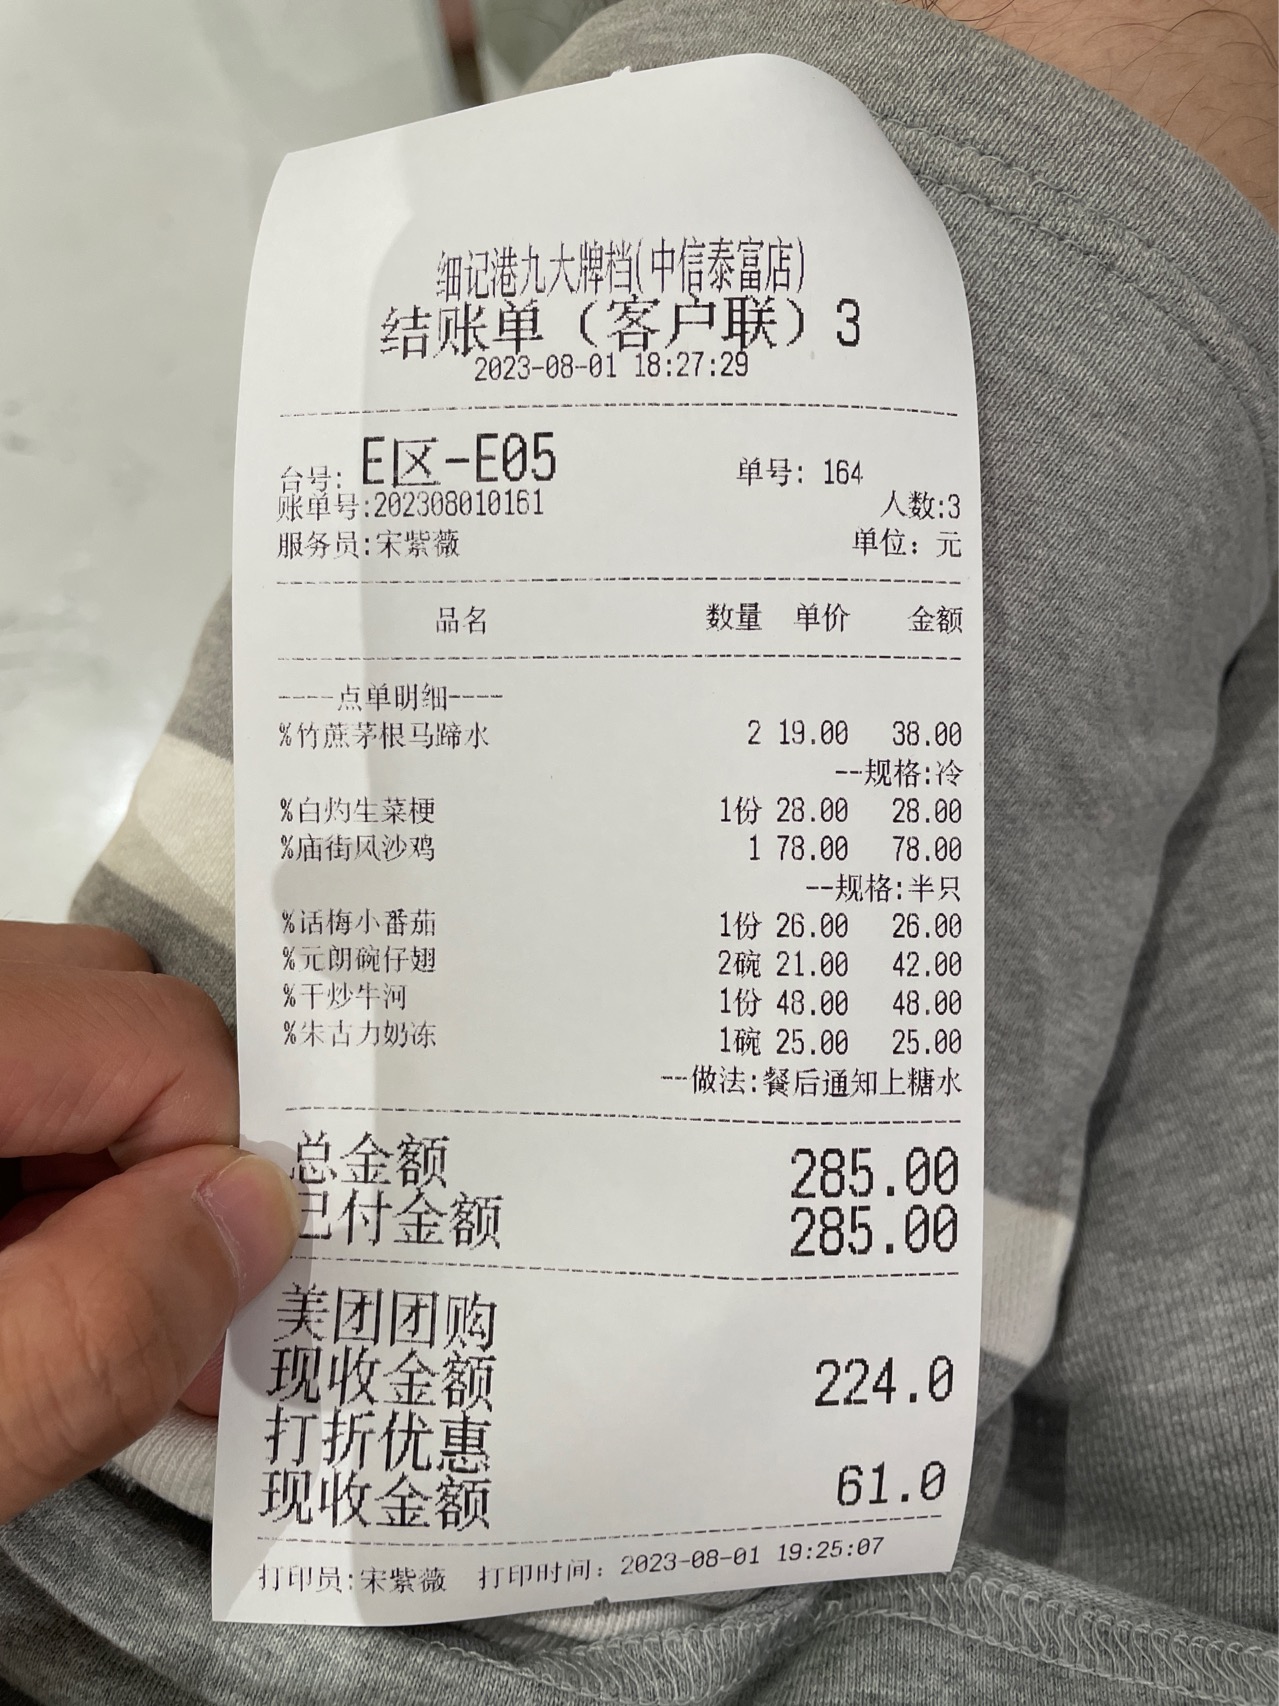 细记港九大牌档(中信泰富店)
结账单（客户联）3
2023-08-01 18:27:29
台号: E区-E05 单号: 164
账单号:202308010161 人数:3
服务员:宋紫薇 单位: 元
品名 数量 单价 金额
----点单明细----
%竹蔗茅根马蹄水 2 19.00 38.00
--规格:冷
%白灼生菜梗 1份 28.00 28.00
%庙街风沙鸡 1 78.00 78.00
--规格:半只
%话梅小番茄 1份 26.00 26.00
%元朗碗仔翅 2碗 21.00 42.00
%干炒牛河 1份 48.00 48.00
%朱古力奶冻 1碗 25.00 25.00
--做法:餐后通知上糖水
总金额 285.00
已付金额 285.00
美团团购
现收金额 224.0
打折优惠
现收金额 61.0
打印员:宋紫薇 打印时间: 2023-08-01 19:25:07